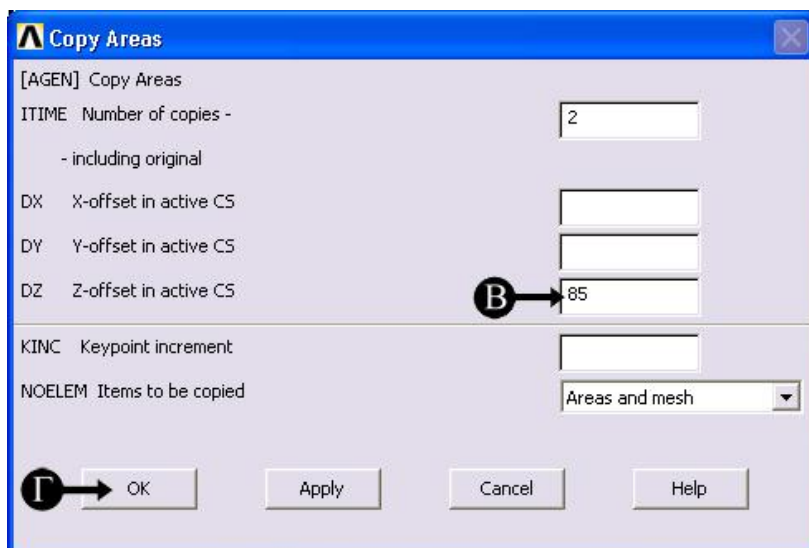 Copy Areas
[AGEN] Copy Areas
ITIME Number of copies - 2
- including original
DX X-offset in active CS
DY Y-offset in active CS
DZ Z-offset in active CS В 85
KINC Keypoint increment
NOELEM Items to be copied Areas and mesh
Г OK Apply Cancel Help